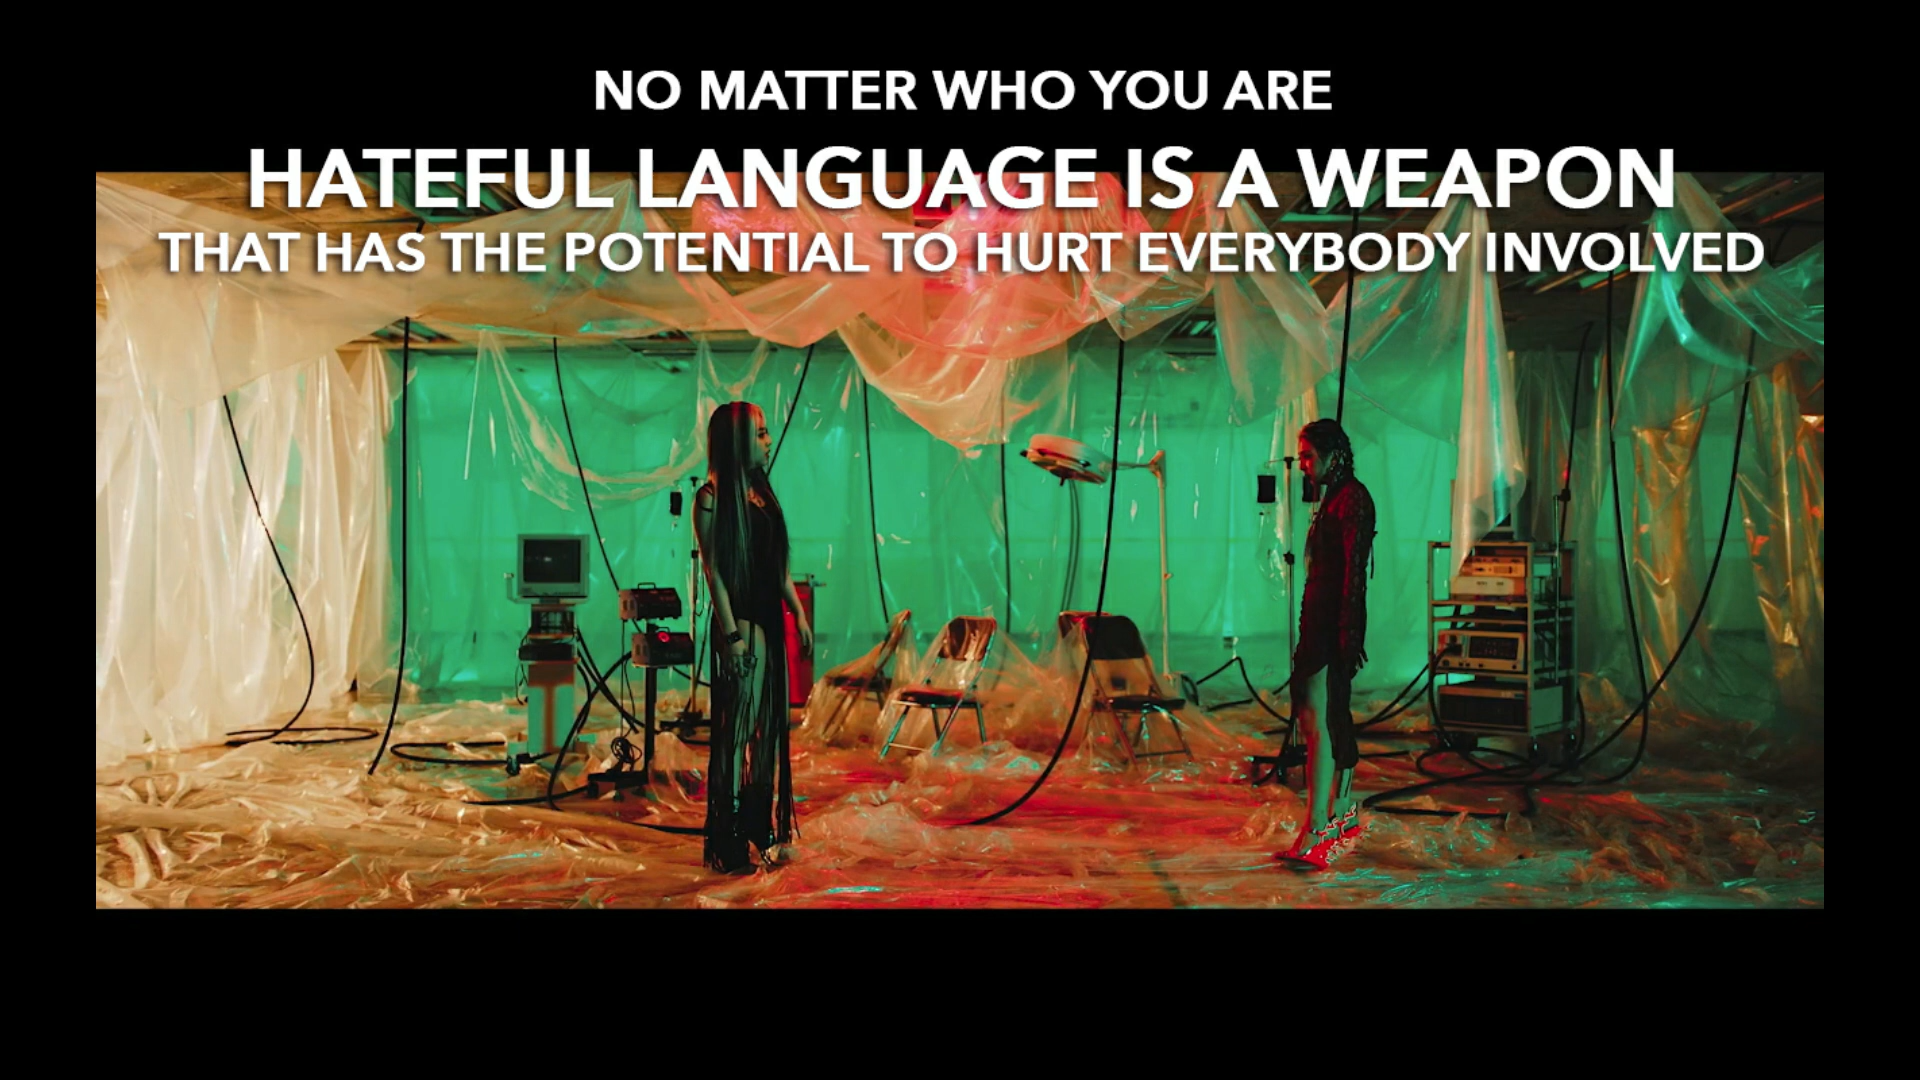 NO MATTER WHO YOU ARE
HATEFUL LANGUAGE IS A WEAPON
THAT HAS THE POTENTIAL TO HURT EVERYBODY INVOLVED